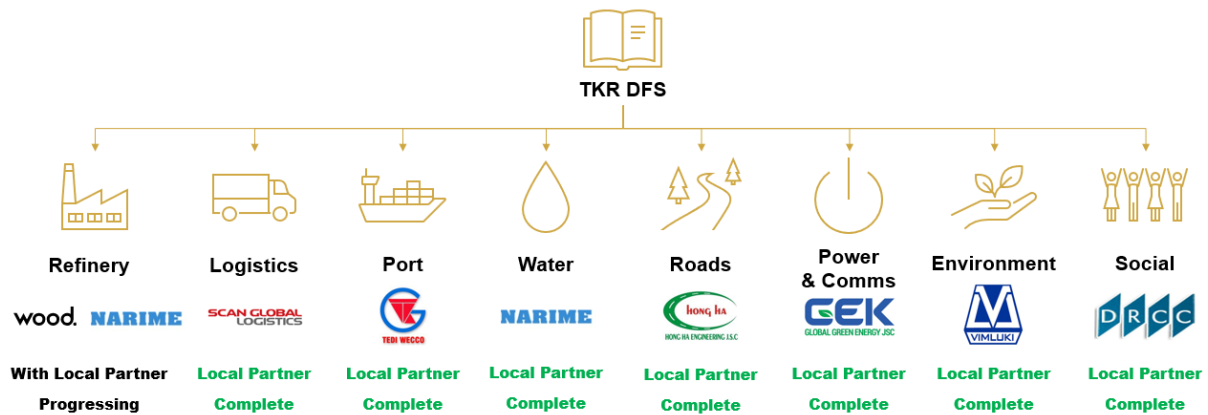 TKR DFS
Refinery
Logistics
Port
Water
Roads
Power
& Comms
Environment
Social
wood.
NARIME
SCAN GLOBAL
LOGISTICS
TEDI WECCO
NARIME
HONG HA
HONG HA ENGINEERING J.S.C
GEK
GLOBAL GREEN ENERGY JSC
VIMLUKI
DRCC
With Local Partner
Progressing
Local Partner
Complete
Local Partner
Complete
Local Partner
Complete
Local Partner
Complete
Local Partner
Complete
Local Partner
Complete
Local Partner
Complete